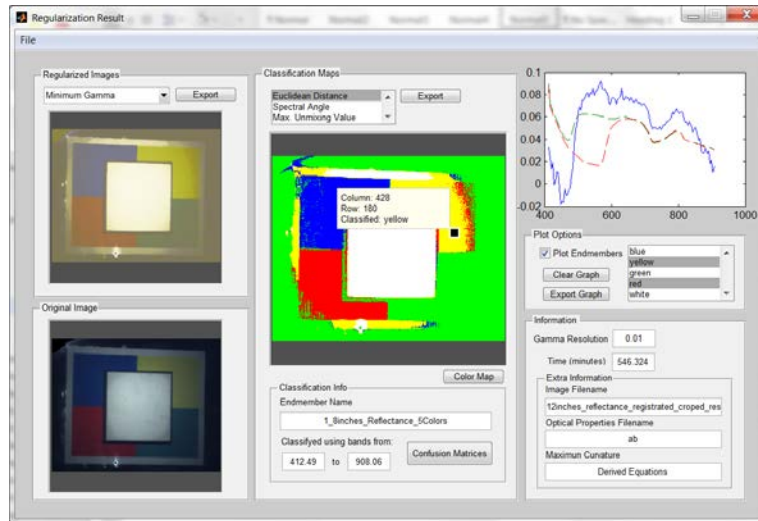 Regularization Result
File
Regularized Images
Minimum Gamma
Export
Original Image
Classification Maps
Euclidean Distance
Spectral Angle
Max. Unmixing Value
Export
Column: 428
Row: 180
Classified: yellow
Color Map
Classification Info
Endmember Name
1_8inches_Reflectance_5Colors
Classifyed using bands from:
412.49 to 908.06
Confusion Matrices
0.1
0.08
0.06
0.04
0.02
0
-0.02
400 600 800 1000
Plot Options
Plot Endmembers
Clear Graph
Export Graph
blue
yellow
green
red
white
Information
Gamma Resolution 0.01
Time (minutes) 546.324
Extra Information
Image Filename
12inches_reflectance_registrated_croped_res
Optical Properties Filename
ab
Maximun Curvature
Derived Equations